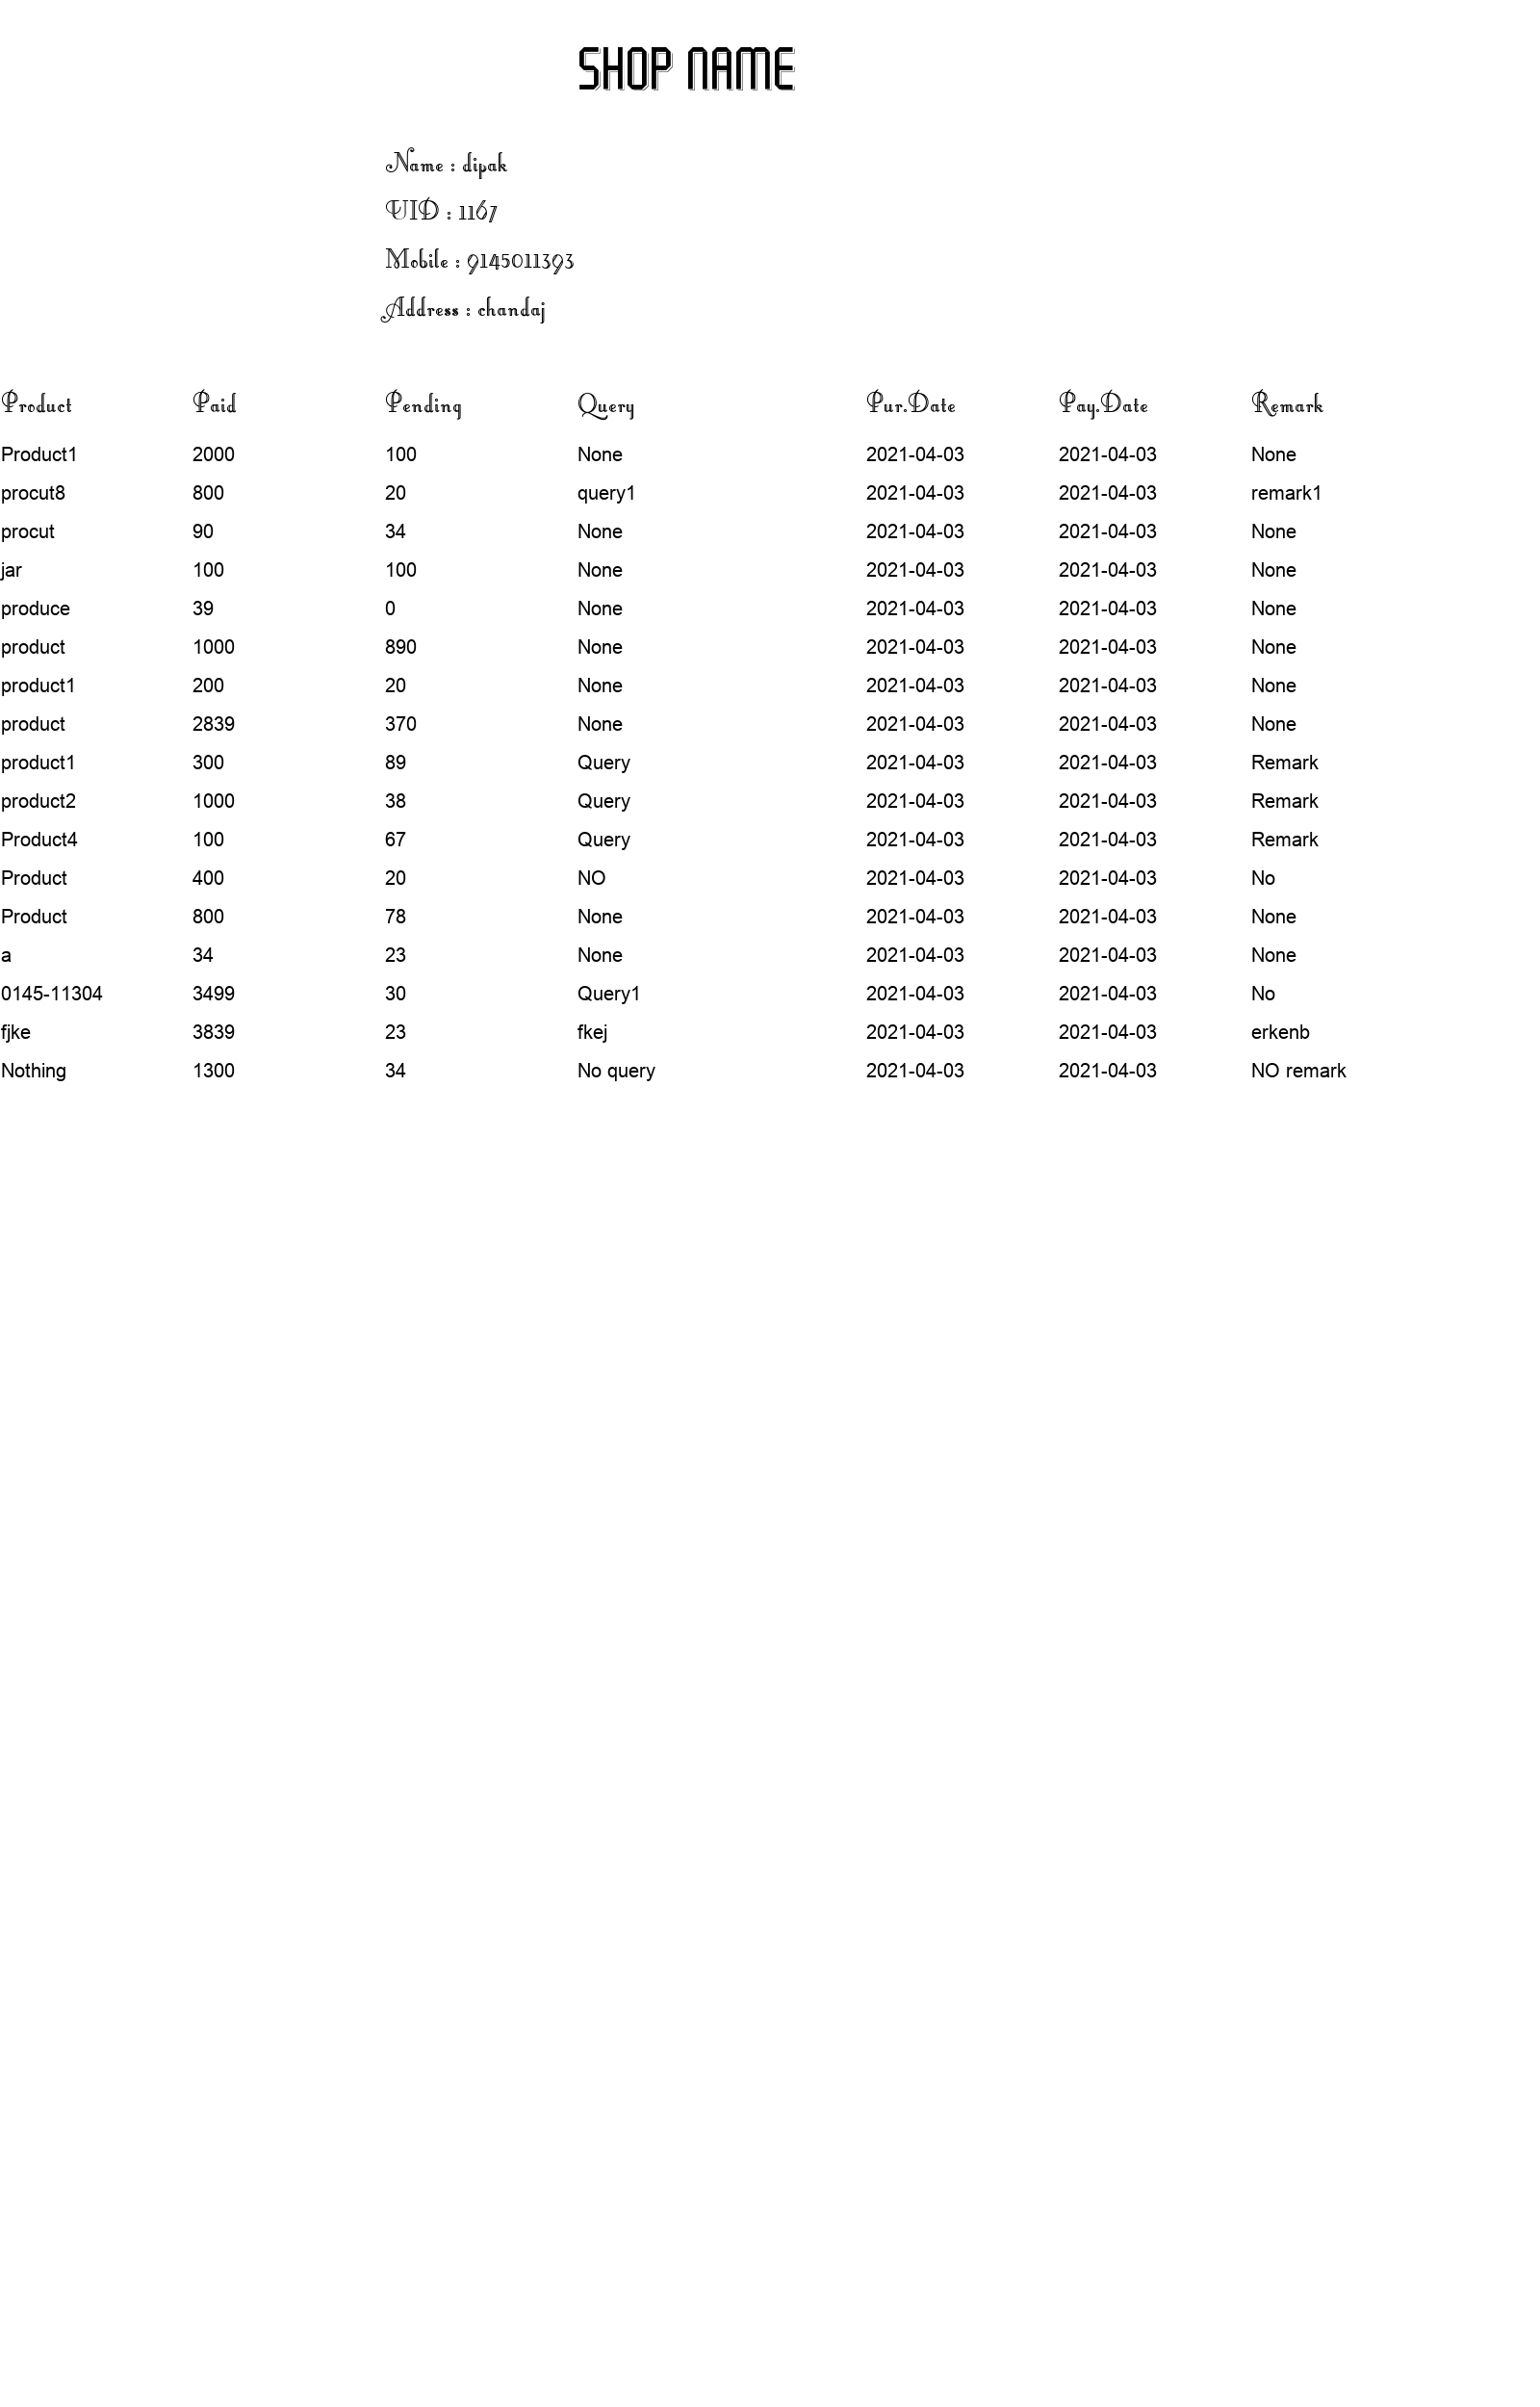 SHOP NAME
Name : dipak
UID : 1167
Mobile : 9145011393
Address : chandaj
Product Paid Pending Query Pur.Date Pay.Date Remark
Product1 2000 100 None 2021-04-03 2021-04-03 None
procut8 800 20 query1 2021-04-03 2021-04-03 remark1
procut 90 34 None 2021-04-03 2021-04-03 None
jar 100 100 None 2021-04-03 2021-04-03 None
produce 39 0 None 2021-04-03 2021-04-03 None
product 1000 890 None 2021-04-03 2021-04-03 None
product1 200 20 None 2021-04-03 2021-04-03 None
product 2839 370 None 2021-04-03 2021-04-03 None
product1 300 89 Query 2021-04-03 2021-04-03 Remark
product2 1000 38 Query 2021-04-03 2021-04-03 Remark
Product4 100 67 Query 2021-04-03 2021-04-03 Remark
Product 400 20 NO 2021-04-03 2021-04-03 No
Product 800 78 None 2021-04-03 2021-04-03 None
a 34 23 None 2021-04-03 2021-04-03 None
0145-11304 3499 30 Query1 2021-04-03 2021-04-03 No
fjke 3839 23 fkej 2021-04-03 2021-04-03 erkenb
Nothing 1300 34 No query 2021-04-03 2021-04-03 NO remark